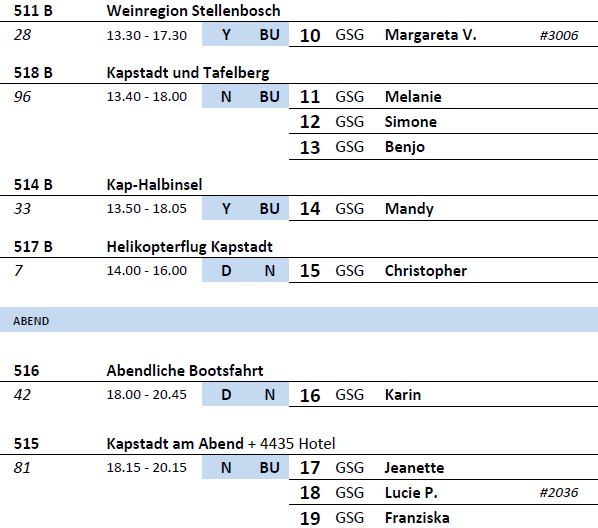 511 B Weinregion Stellenbosch
28 13.30 - 17.30 Y BU 10 GSG Margareta V. #3006
518 B Kapstadt und Tafelberg
96 13.40 - 18.00 N BU 11 GSG Melanie
12 GSG Simone
13 GSG Benjo
514 B Kap-Halbinsel
33 13.50 - 18.05 Y BU 14 GSG Mandy
517 B Helikopterflug Kapstadt
7 14.00 - 16.00 D N 15 GSG Christopher
ABEND
516 Abendliche Bootsfahrt
42 18.00 - 20.45 D N 16 GSG Karin
515 Kapstadt am Abend + 4435 Hotel
81 18.15 - 20.15 N BU 17 GSG Jeanette
18 GSG Lucie P. #2036
19 GSG Franziska